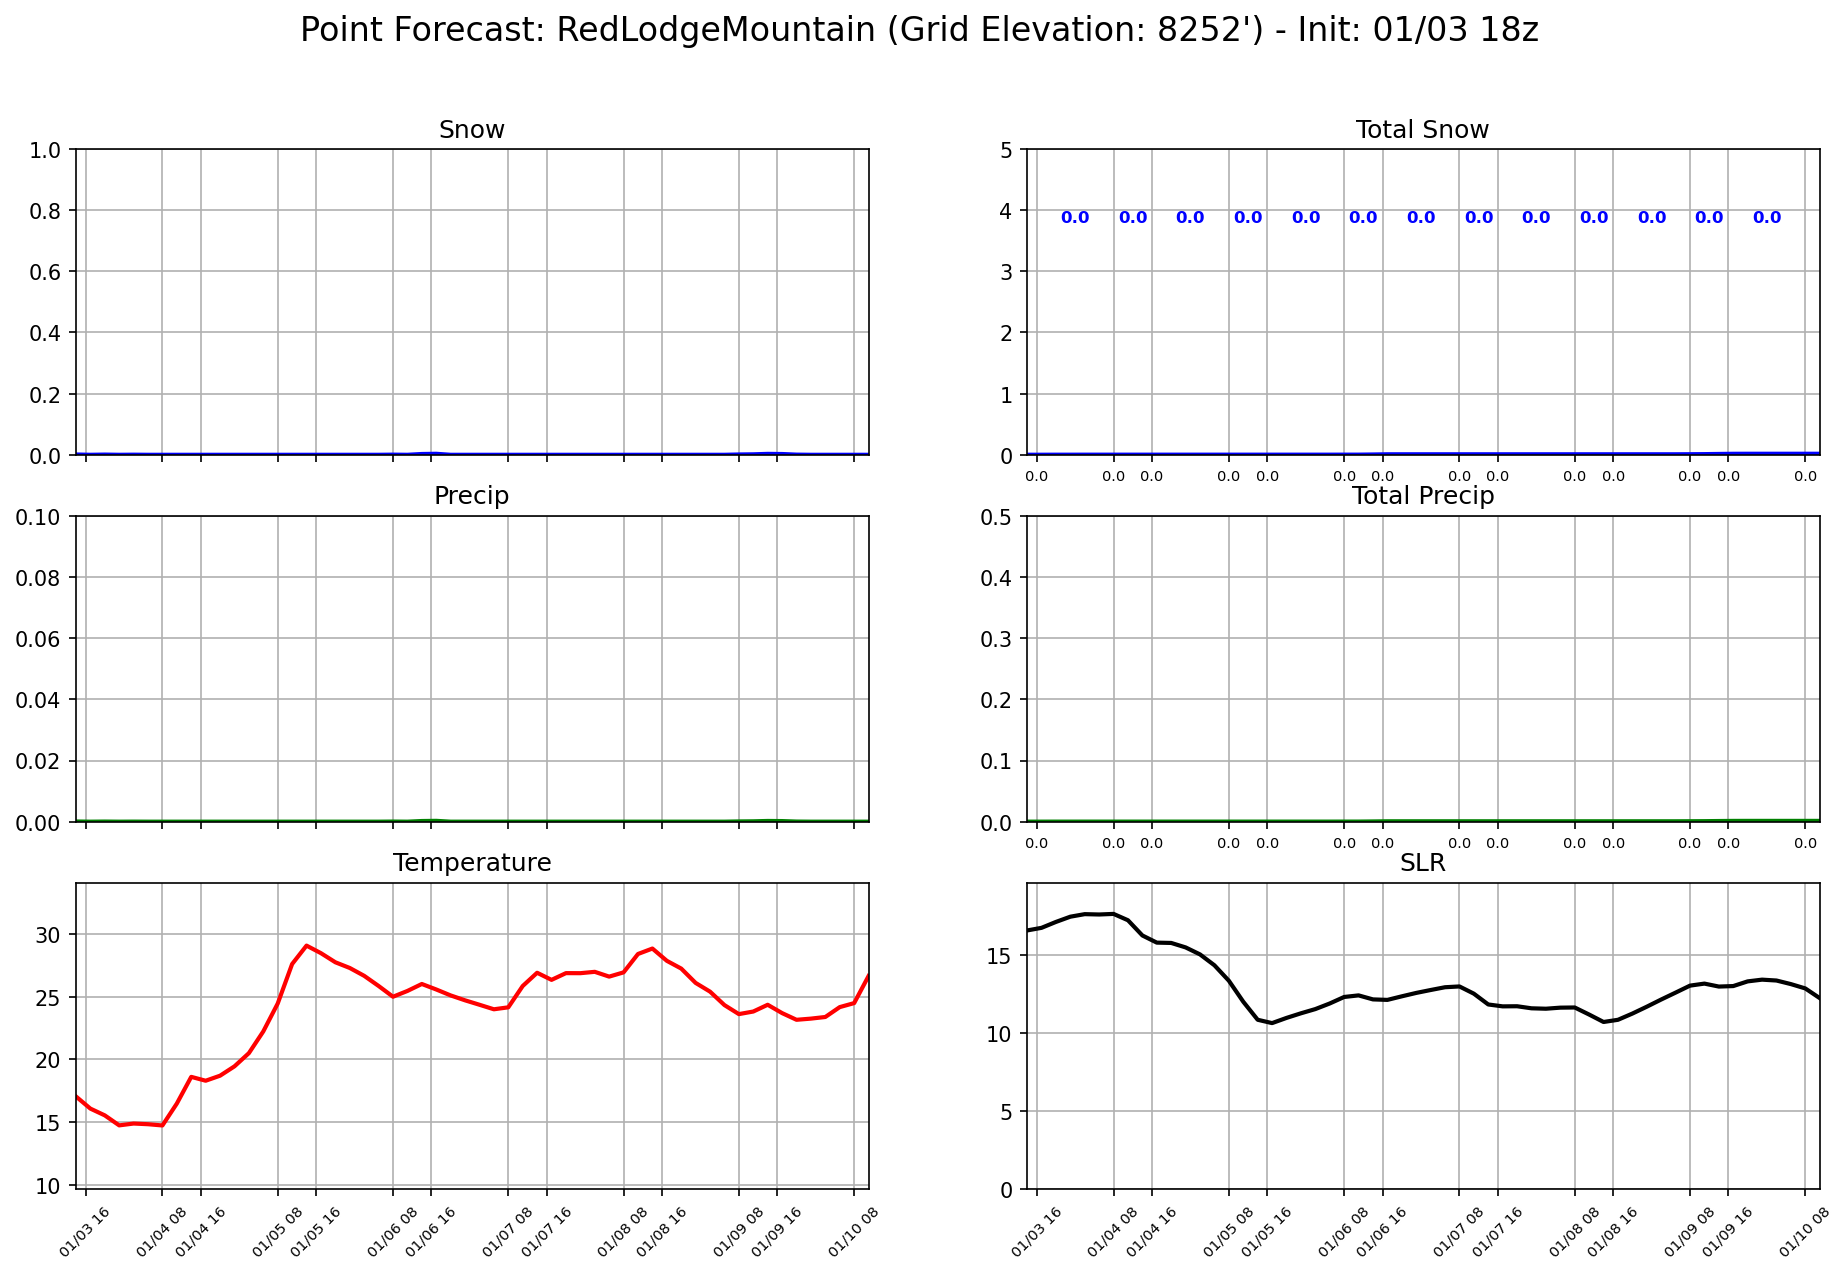 Point Forecast: RedLodgeMountain (Grid Elevation: 8252') - Init: 01/03 18z
Snow
1.0
0.8
0.6
0.4
0.2
0.0
Total Snow
5
4
3
2
1
0
0.0 0.0 0.0 0.0 0.0 0.0 0.0 0.0 0.0 0.0 0.0 0.0 0.0
0.0 0.0 0.0 0.0 0.0 0.0 0.0 0.0 0.0 0.0 0.0 0.0 0.0 0.0
Precip
0.10
0.08
0.06
0.04
0.02
0.00
Total Precip
0.5
0.4
0.3
0.2
0.1
0.0
0.0 0.0 0.0 0.0 0.0 0.0 0.0 0.0 0.0 0.0 0.0 0.0 0.0 0.0
Temperature
30
25
20
15
10
01/03 16 01/04 08 01/04 16 01/05 08 01/05 16 01/06 08 01/06 16 01/07 08 01/07 16 01/08 08 01/08 16 01/09 08 01/09 16 01/10 08
SLR
15
10
5
0
01/03 16 01/04 08 01/04 16 01/05 08 01/05 16 01/06 08 01/06 16 01/07 08 01/07 16 01/08 08 01/08 16 01/09 08 01/09 16 01/10 08